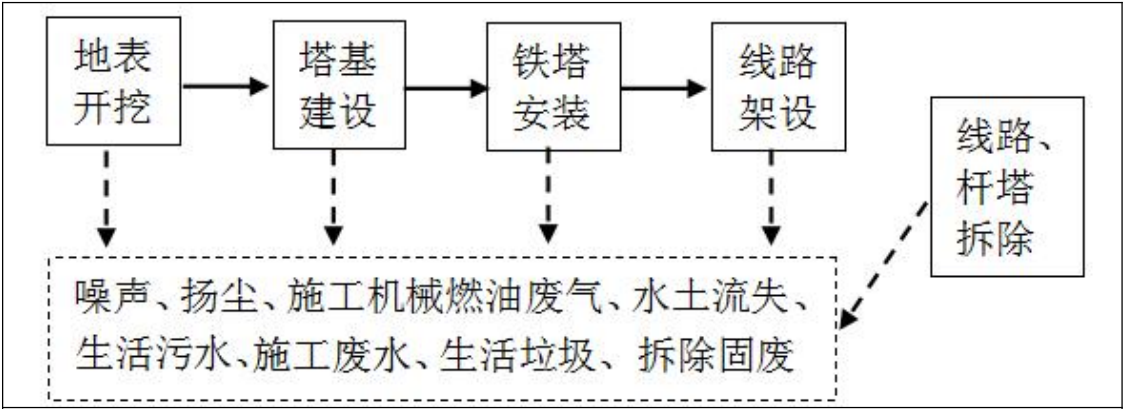 地表
开挖
塔基
建设
铁塔
安装
线路
架设
线路、
杆塔
拆除
噪声、扬尘、施工机械燃油废气、水土流失、
生活污水、施工废水、生活垃圾、拆除固废